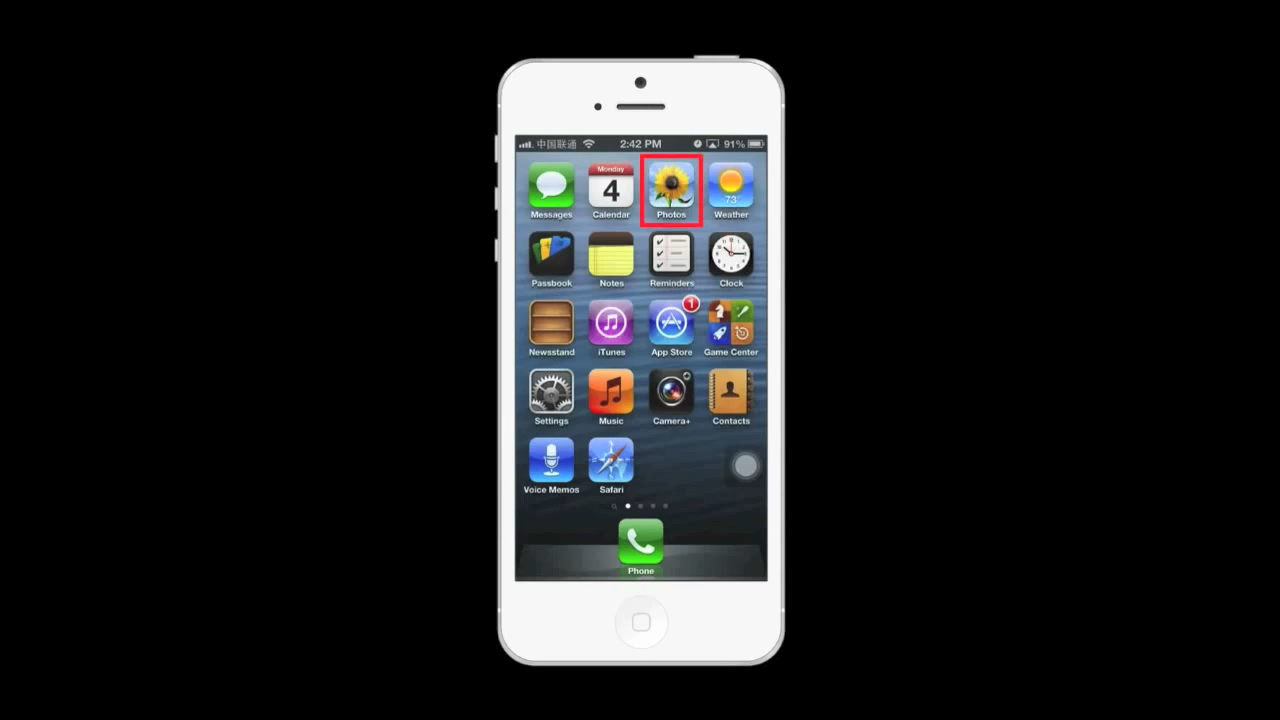 中国联通 2:42 PM 91%
Monday
4
73°
Messages Calendar Photos Weather
Passbook Notes Reminders Clock
1
Newsstand iTunes App Store Game Center
Settings Music Camera+ Contacts
Voice Memos Safari
Phone